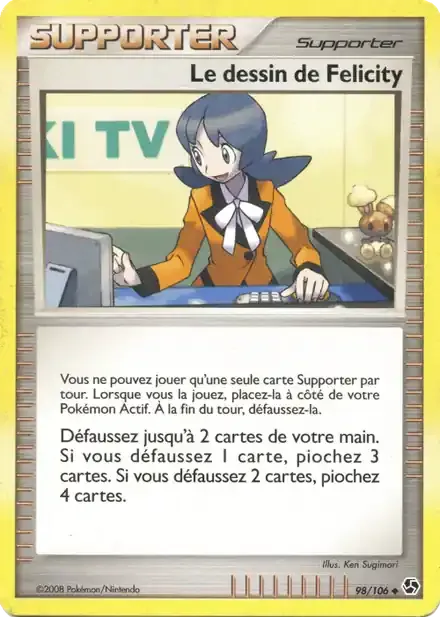 SUPPORTER
Supporter
Le dessin de Felicity
KI TV
Vous ne pouvez jouer qu'une seule carte Supporter par
tour. Lorsque vous la jouez, placez-la à côté de votre
Pokémon Actif. À la fin du tour, défaussez-la.
Défaussez jusqu'à 2 cartes de votre main.
Si vous défaussez 1 carte, piochez 3
cartes. Si vous défaussez 2 cartes, piochez
4 cartes.
Illus. Ken Sugimori
©2008 Pokémon/Nintendo
98/106